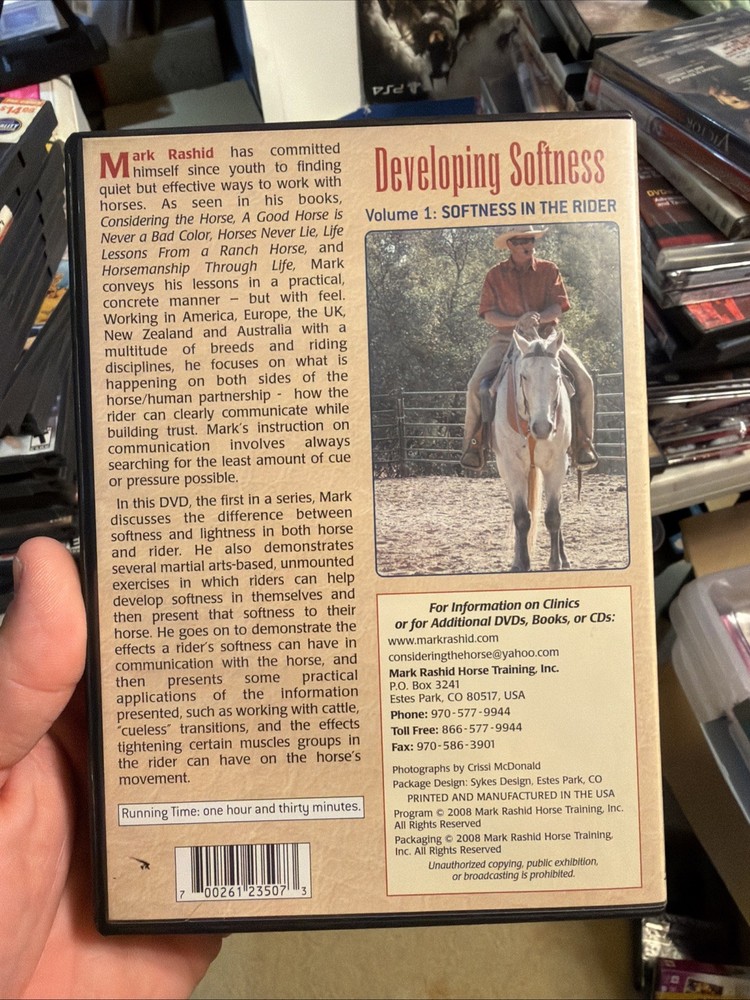 Mark Rashid has committed
himself since youth to finding
quiet but effective ways to work with
horses. As seen in his books,
Considering the Horse, A Good Horse is
Never a Bad Color, Horses Never Lie, Life
Lessons From a Ranch Horse, and
Horsemanship Through Life, Mark
conveys his lessons in a practical,
concrete manner – but with feel.
Working in America, Europe, the UK,
New Zealand and Australia with a
multitude of breeds and riding
disciplines, he focuses on what is
happening on both sides of the
horse/human partnership - how the
rider can clearly communicate while
building trust. Mark's instruction on
communication involves always
searching for the least amount of cue
or pressure possible.
In this DVD, the first in a series, Mark
discusses the difference between
softness and lightness in both horse
and rider. He also demonstrates
several martial arts-based, unmounted
exercises in which riders can help
develop softness in themselves and
then present that softness to their
horse. He goes on to demonstrate the
effects a rider's softness can have in
communication with the horse, and
then presents some practical
applications of the information
presented, such as working with cattle,
"cueless" transitions, and the effects
tightening certain muscles groups in
the rider can have on the horse's
movement.
Running Time: one hour and thirty minutes.
7 00261 23507 3
Developing Softness
Volume 1: SOFTNESS IN THE RIDER
For Information on Clinics
or for Additional DVDs, Books, or CDs:
www.markrashid.com
consideringthehorse@yahoo.com
Mark Rashid Horse Training, Inc.
P.O. Box 3241
Estes Park, CO 80517, USA
Phone: 970-577-9944
Toll Free: 866-577-9944
Fax: 970-586-3901
Photographs by Crissi McDonald
Package Design: Sykes Design, Estes Park, CO
PRINTED AND MANUFACTURED IN THE USA
Program © 2008 Mark Rashid Horse Training, Inc.
All Rights Reserved
Packaging © 2008 Mark Rashid Horse Training,
Inc. All Rights Reserved
Unauthorized copying, public exhibition,
or broadcasting is prohibited.
PS4